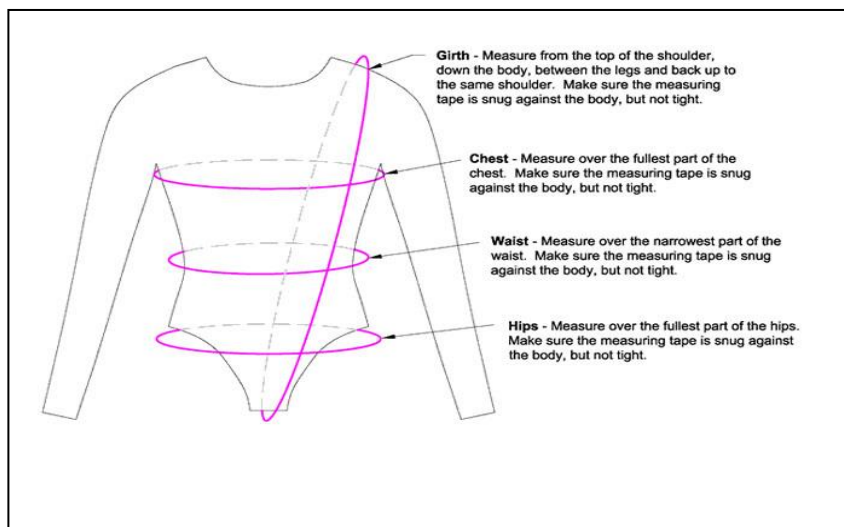 Girth - Measure from the top of the shoulder,
down the body, between the legs and back up to
the same shoulder.  Make sure the measuring
tape is snug against the body, but not tight.
Chest - Measure over the fullest part of the
chest.  Make sure the measuring tape is snug
against the body, but not tight.
Waist - Measure over the narrowest part of the
waist.  Make sure the measuring tape is snug
against the body, but not tight.
Hips - Measure over the fullest part of the hips.
Make sure the measuring tape is snug against
the body, but not tight.